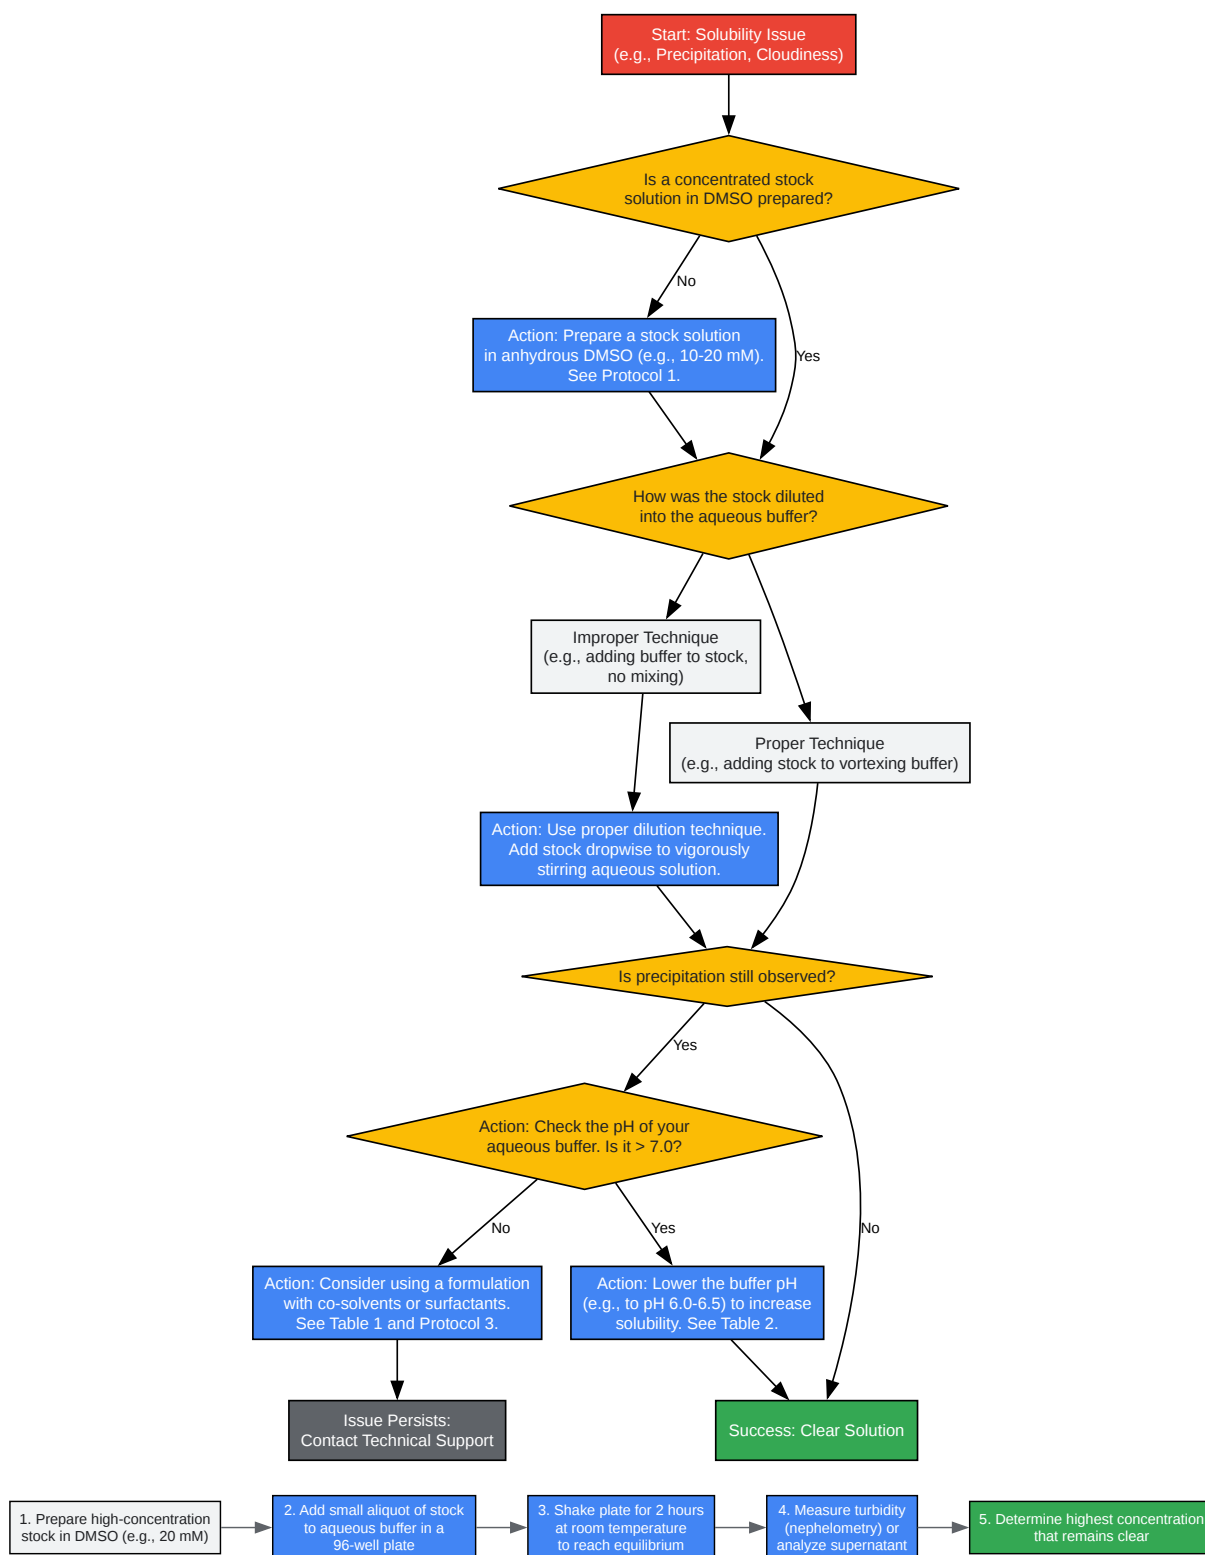 Start: Solubility Issue
(e.g., Precipitation, Cloudiness)
Is a concentrated stock
solution in DMSO prepared?
No
Yes
Action: Prepare a stock solution
in anhydrous DMSO (e.g., 10-20 mM).
See Protocol 1.
How was the stock diluted
into the aqueous buffer?
Improper Technique
(e.g., adding buffer to stock,
no mixing)
Proper Technique
(e.g., adding stock to vortexing buffer)
Action: Use proper dilution technique.
Add stock dropwise to vigorously
stirring aqueous solution.
Is precipitation still observed?
Yes
Action: Check the pH of your
aqueous buffer. Is it > 7.0?
No
Yes
No
Action: Consider using a formulation
with co-solvents or surfactants.
See Table 1 and Protocol 3.
Action: Lower the buffer pH
(e.g., to pH 6.0-6.5) to increase
solubility. See Table 2.
Issue Persists:
Contact Technical Support
Success: Clear Solution
1. Prepare high-concentration
stock in DMSO (e.g., 20 mM)
2. Add small aliquot of stock
to aqueous buffer in a
96-well plate
3. Shake plate for 2 hours
at room temperature
to reach equilibrium
4. Measure turbidity
(nephelometry) or
analyze supernatant
5. Determine highest concentration
that remains clear